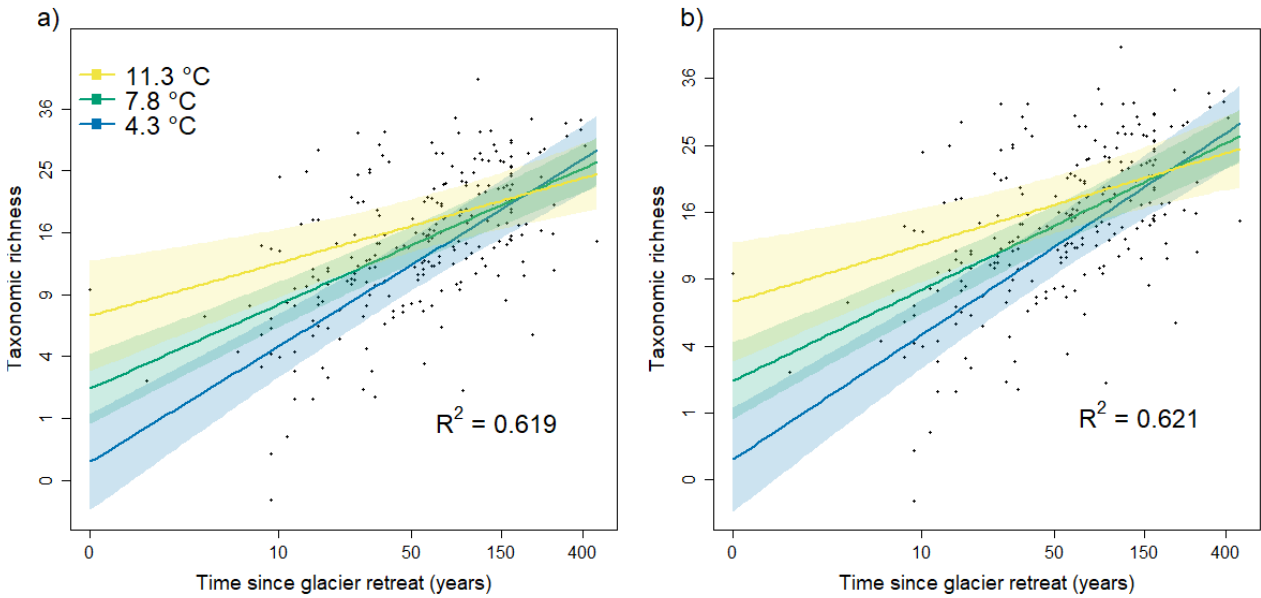 a)
11.3 °C
7.8 °C
4.3 °C
Taxonomic richness
36
25
16
9
4
1
0
R² = 0.619
0 10 50 150 400
Time since glacier retreat (years)
b)
Taxonomic richness
36
25
16
9
4
1
0
R² = 0.621
0 10 50 150 400
Time since glacier retreat (years)